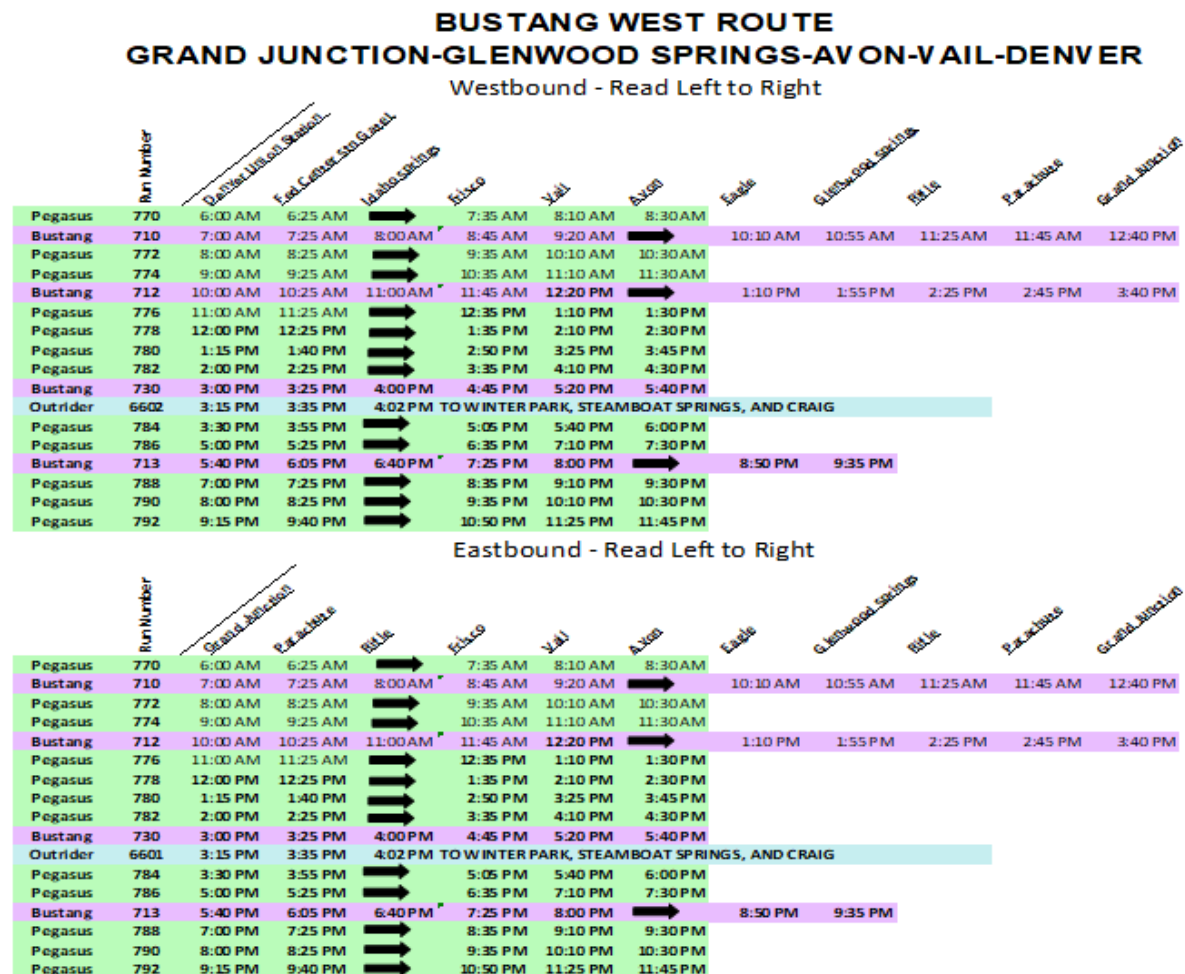 BUSTANG WEST ROUTE
GRAND JUNCTION-GLENWOOD SPRINGS-AVON-VAIL-DENVER
Westbound - Read Left to Right
Run Number Denver Union Station Fed Center Stn GateL Idaho springs Frisco Vail Avon Eagle Glenwood Springs Rifle Parachute Grand Junction
Pegasus 770 6:00 AM 6:25 AM 7:35 AM 8:10 AM 8:30 AM
Bustang 710 7:00 AM 7:25 AM 8:00 AM 8:45 AM 9:20 AM 10:10 AM 10:55 AM 11:25 AM 11:45 AM 12:40 PM
Pegasus 772 8:00 AM 8:25 AM 9:35 AM 10:10 AM 10:30 AM
Pegasus 774 9:00 AM 9:25 AM 10:35 AM 11:10 AM 11:30 AM
Bustang 712 10:00 AM 10:25 AM 11:00 AM 11:45 AM 12:20 PM 1:10 PM 1:55 PM 2:25 PM 2:45 PM 3:40 PM
Pegasus 776 11:00 AM 11:25 AM 12:35 PM 1:10 PM 1:30 PM
Pegasus 778 12:00 PM 12:25 PM 1:35 PM 2:10 PM 2:30 PM
Pegasus 780 1:15 PM 1:40 PM 2:50 PM 3:25 PM 3:45 PM
Pegasus 782 2:00 PM 2:25 PM 3:35 PM 4:10 PM 4:30 PM
Bustang 730 3:00 PM 3:25 PM 4:00 PM 4:45 PM 5:20 PM 5:40 PM
Outrider 6602 3:15 PM 3:35 PM 4:02 PM TO WINTER PARK, STEAMBOAT SPRINGS, AND CRAIG
Pegasus 784 3:30 PM 3:55 PM 5:05 PM 5:40 PM 6:00 PM
Pegasus 786 5:00 PM 5:25 PM 6:35 PM 7:10 PM 7:30 PM
Bustang 713 5:40 PM 6:05 PM 6:40 PM 7:25 PM 8:00 PM 8:50 PM 9:35 PM
Pegasus 788 7:00 PM 7:25 PM 8:35 PM 9:10 PM 9:30 PM
Pegasus 790 8:00 PM 8:25 PM 9:35 PM 10:10 PM 10:30 PM
Pegasus 792 9:15 PM 9:40 PM 10:50 PM 11:25 PM 11:45 PM
Eastbound - Read Left to Right
Run Number Grand Junction Parachute Rifle Frisco Vail Avon Eagle Glenwood Springs Rifle Parachute Grand Junction
Pegasus 770 6:00 AM 6:25 AM 7:35 AM 8:10 AM 8:30 AM
Bustang 710 7:00 AM 7:25 AM 8:00 AM 8:45 AM 9:20 AM 10:10 AM 10:55 AM 11:25 AM 11:45 AM 12:40 PM
Pegasus 772 8:00 AM 8:25 AM 9:35 AM 10:10 AM 10:30 AM
Pegasus 774 9:00 AM 9:25 AM 10:35 AM 11:10 AM 11:30 AM
Bustang 712 10:00 AM 10:25 AM 11:00 AM 11:45 AM 12:20 PM 1:10 PM 1:55 PM 2:25 PM 2:45 PM 3:40 PM
Pegasus 776 11:00 AM 11:25 AM 12:35 PM 1:10 PM 1:30 PM
Pegasus 778 12:00 PM 12:25 PM 1:35 PM 2:10 PM 2:30 PM
Pegasus 780 1:15 PM 1:40 PM 2:50 PM 3:25 PM 3:45 PM
Pegasus 782 2:00 PM 2:25 PM 3:35 PM 4:10 PM 4:30 PM
Bustang 730 3:00 PM 3:25 PM 4:00 PM 4:45 PM 5:20 PM 5:40 PM
Outrider 6601 3:15 PM 3:35 PM 4:02 PM TO WINTER PARK, STEAMBOAT SPRINGS, AND CRAIG
Pegasus 784 3:30 PM 3:55 PM 5:05 PM 5:40 PM 6:00 PM
Pegasus 786 5:00 PM 5:25 PM 6:35 PM 7:10 PM 7:30 PM
Bustang 713 5:40 PM 6:05 PM 6:40 PM 7:25 PM 8:00 PM 8:50 PM 9:35 PM
Pegasus 788 7:00 PM 7:25 PM 8:35 PM 9:10 PM 9:30 PM
Pegasus 790 8:00 PM 8:25 PM 9:35 PM 10:10 PM 10:30 PM
Pegasus 792 9:15 PM 9:40 PM 10:50 PM 11:25 PM 11:45 PM